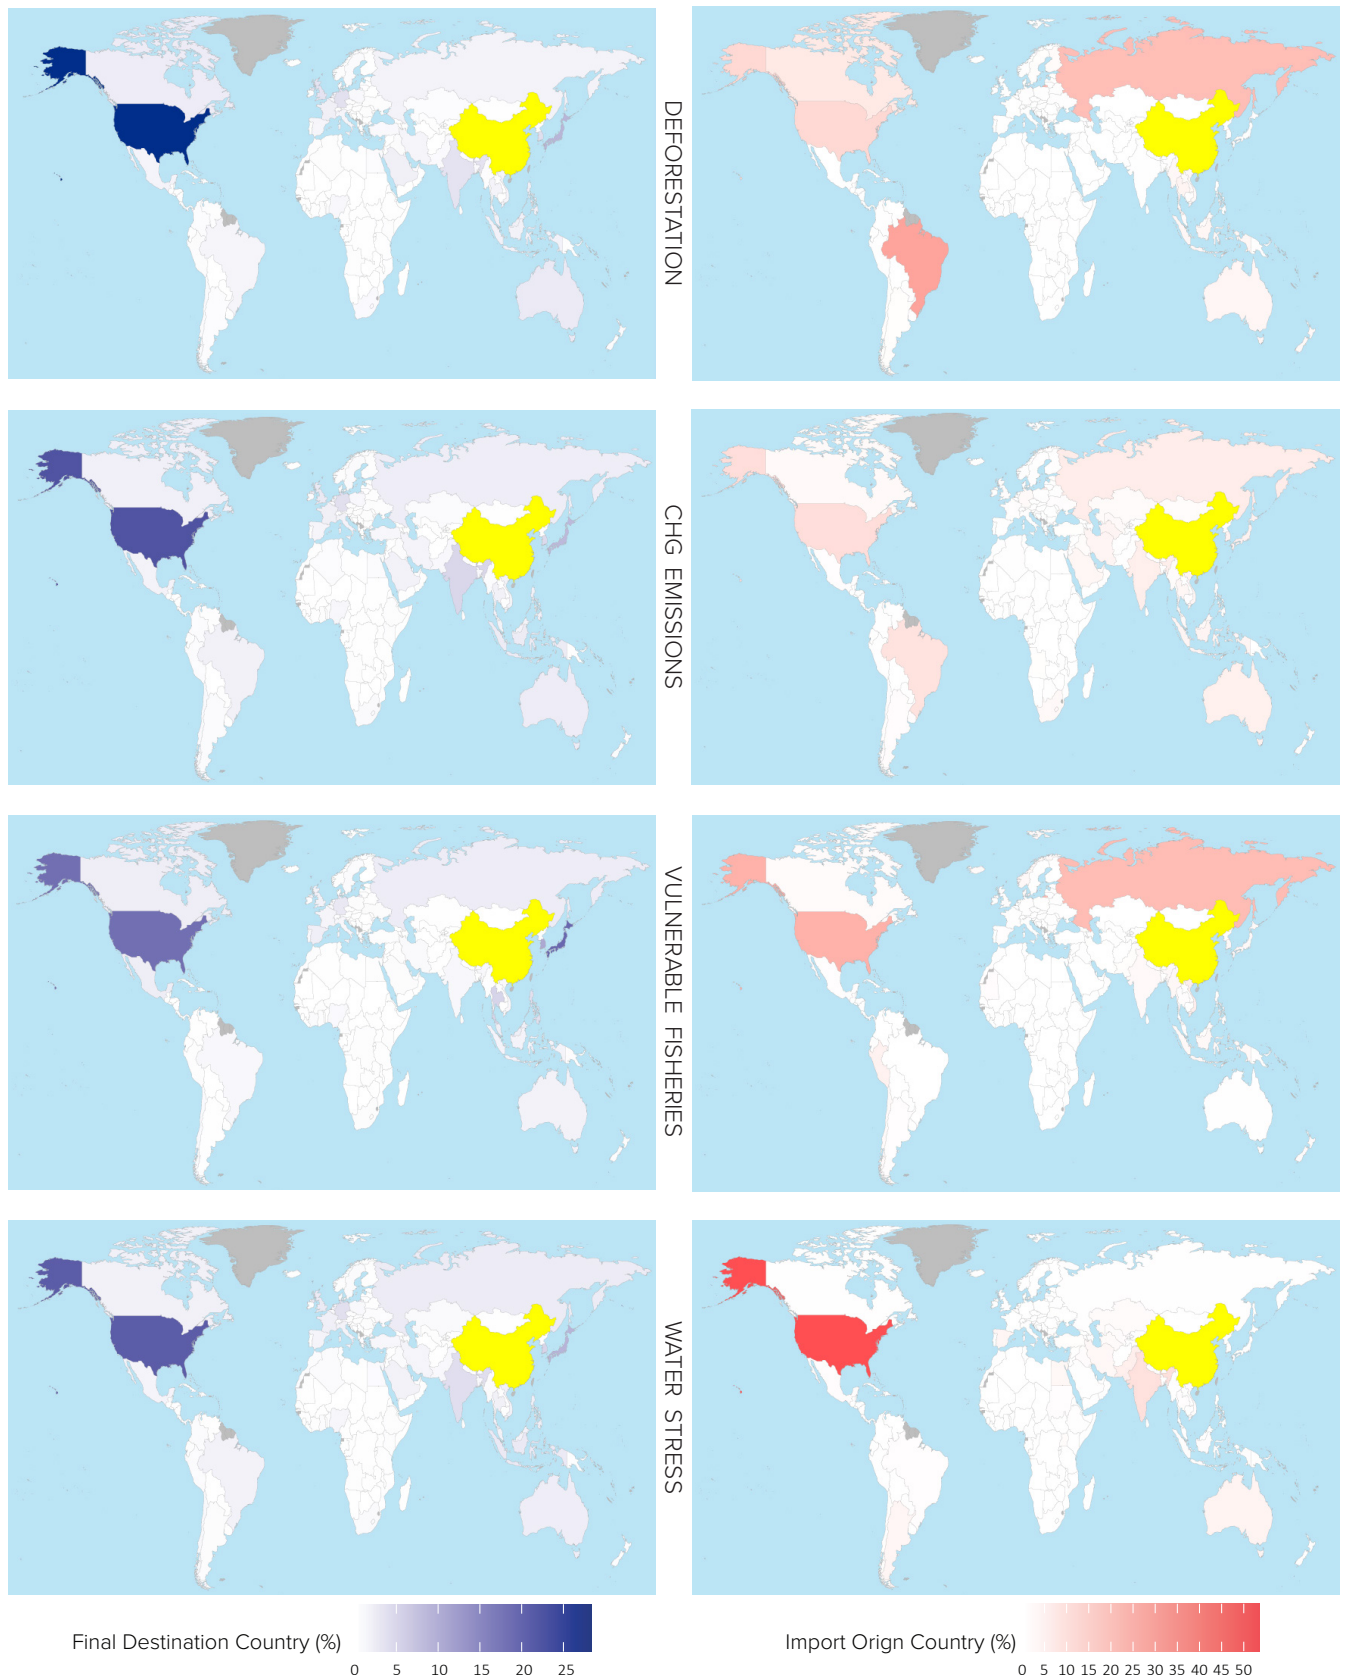 DEFORESTATION
CHG EMISSIONS
VULNERABLE FISHERIES
WATER STRESS
Final Destination Country (%)
0 5 10 15 20 25
Import Orign Country (%)
0 5 10 15 20 25 30 35 40 45 50